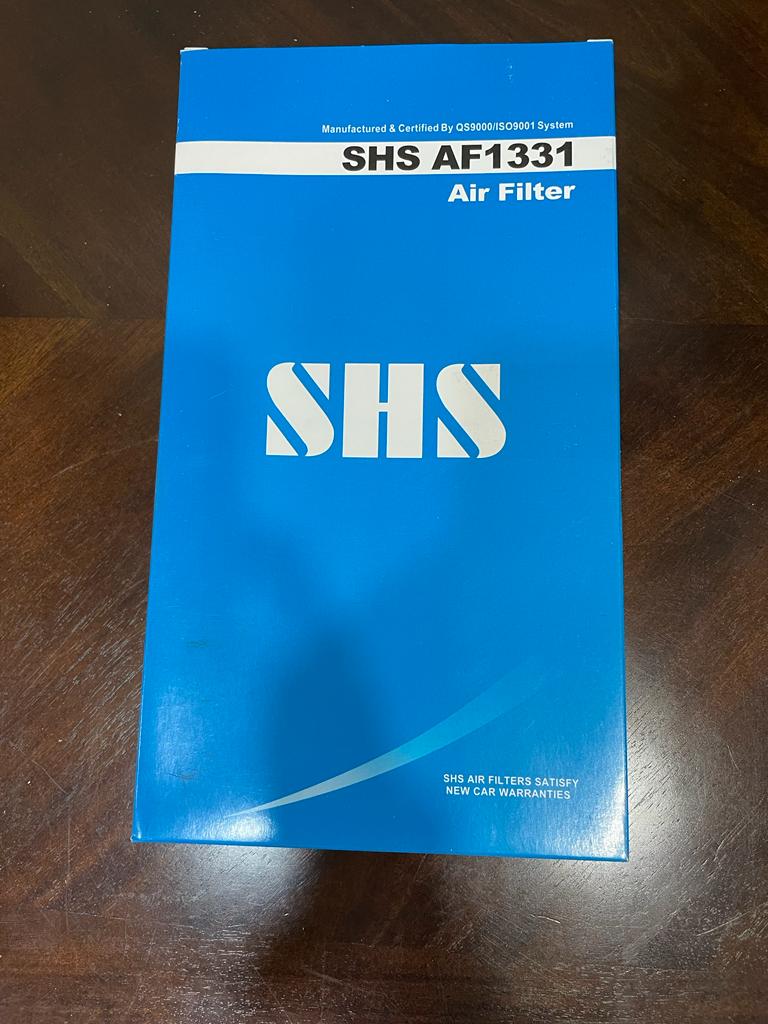 Manufactured & Certified By QS9000/ISO9001 System
SHS AF1331
Air Filter
SHS
SHS AIR FILTERS SATISFY
NEW CAR WARRANTIES